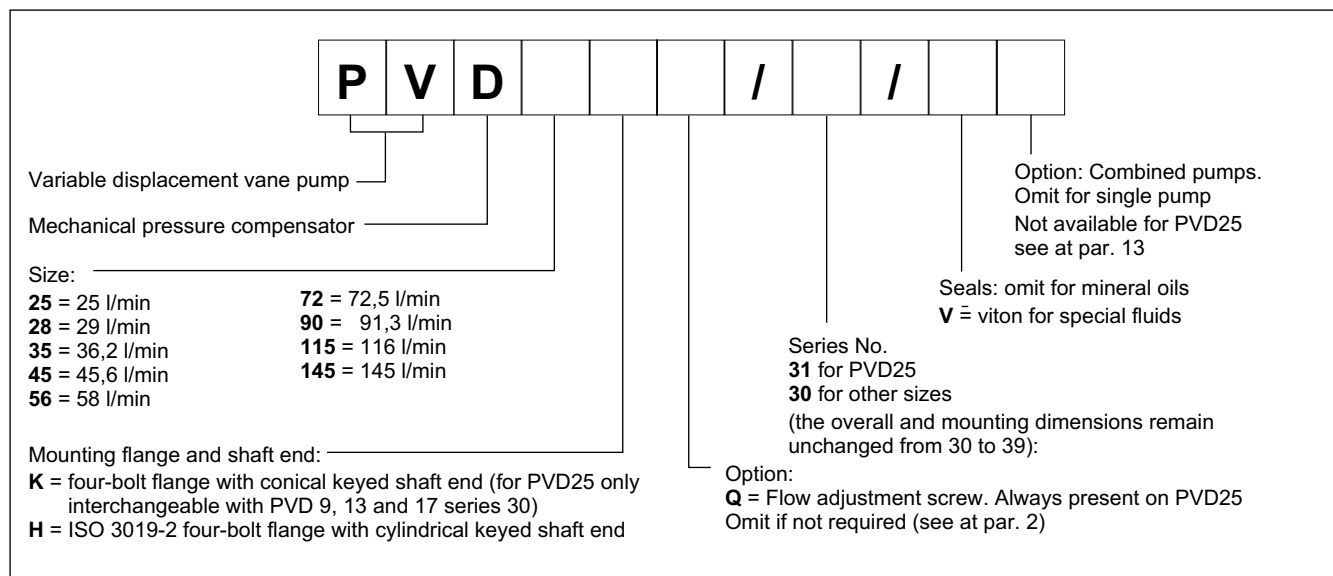 P V D / /
Variable displacement vane pump
Mechanical pressure compensator
Size:
25 = 25 l/min
28 = 29 l/min
35 = 36,2 l/min
45 = 45,6 l/min
56 = 58 l/min
72 = 72,5 l/min
90 = 91,3 l/min
115 = 116 l/min
145 = 145 l/min
Mounting flange and shaft end:
K = four-bolt flange with conical keyed shaft end (for PVD25 only
interchangeable with PVD 9, 13 and 17 series 30)
H = ISO 3019-2 four-bolt flange with cylindrical keyed shaft end
Option:
Q = Flow adjustment screw. Always present on PVD25
Omit if not required (see at par. 2)
Series No.
31 for PVD25
30 for other sizes
(the overall and mounting dimensions remain
unchanged from 30 to 39):
Seals: omit for mineral oils
V = viton for special fluids
Option: Combined pumps.
Omit for single pump
Not available for PVD25
see at par. 13